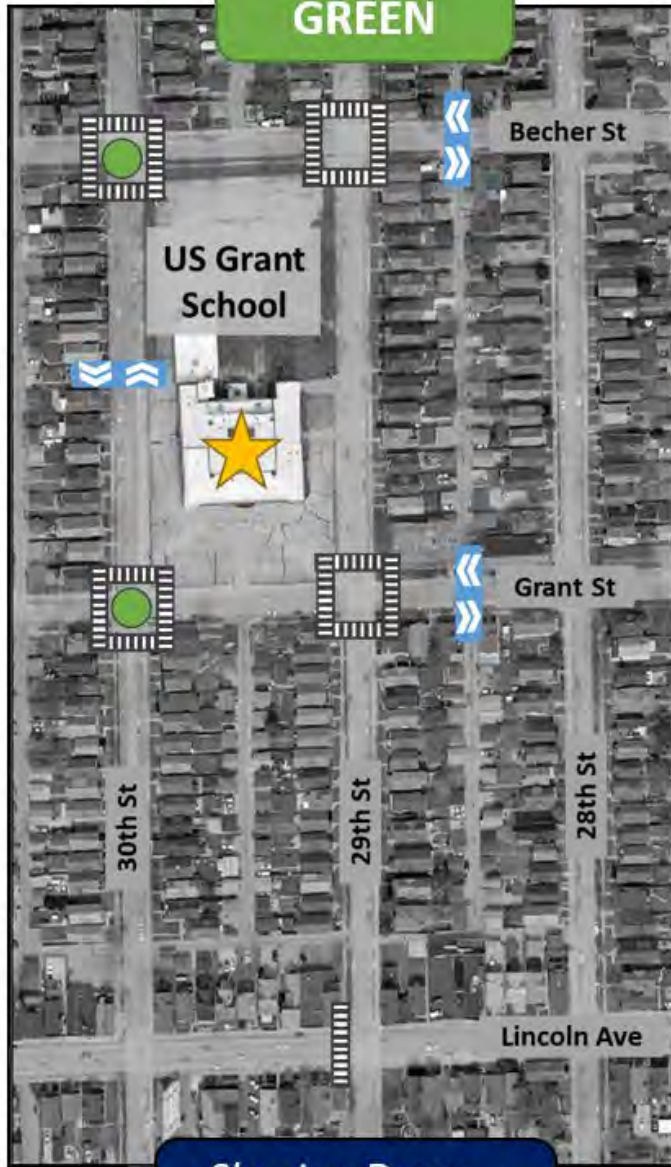 GREEN
Becher St
US Grant
School
Grant St
30th St
29th St
28th St
Lincoln Ave